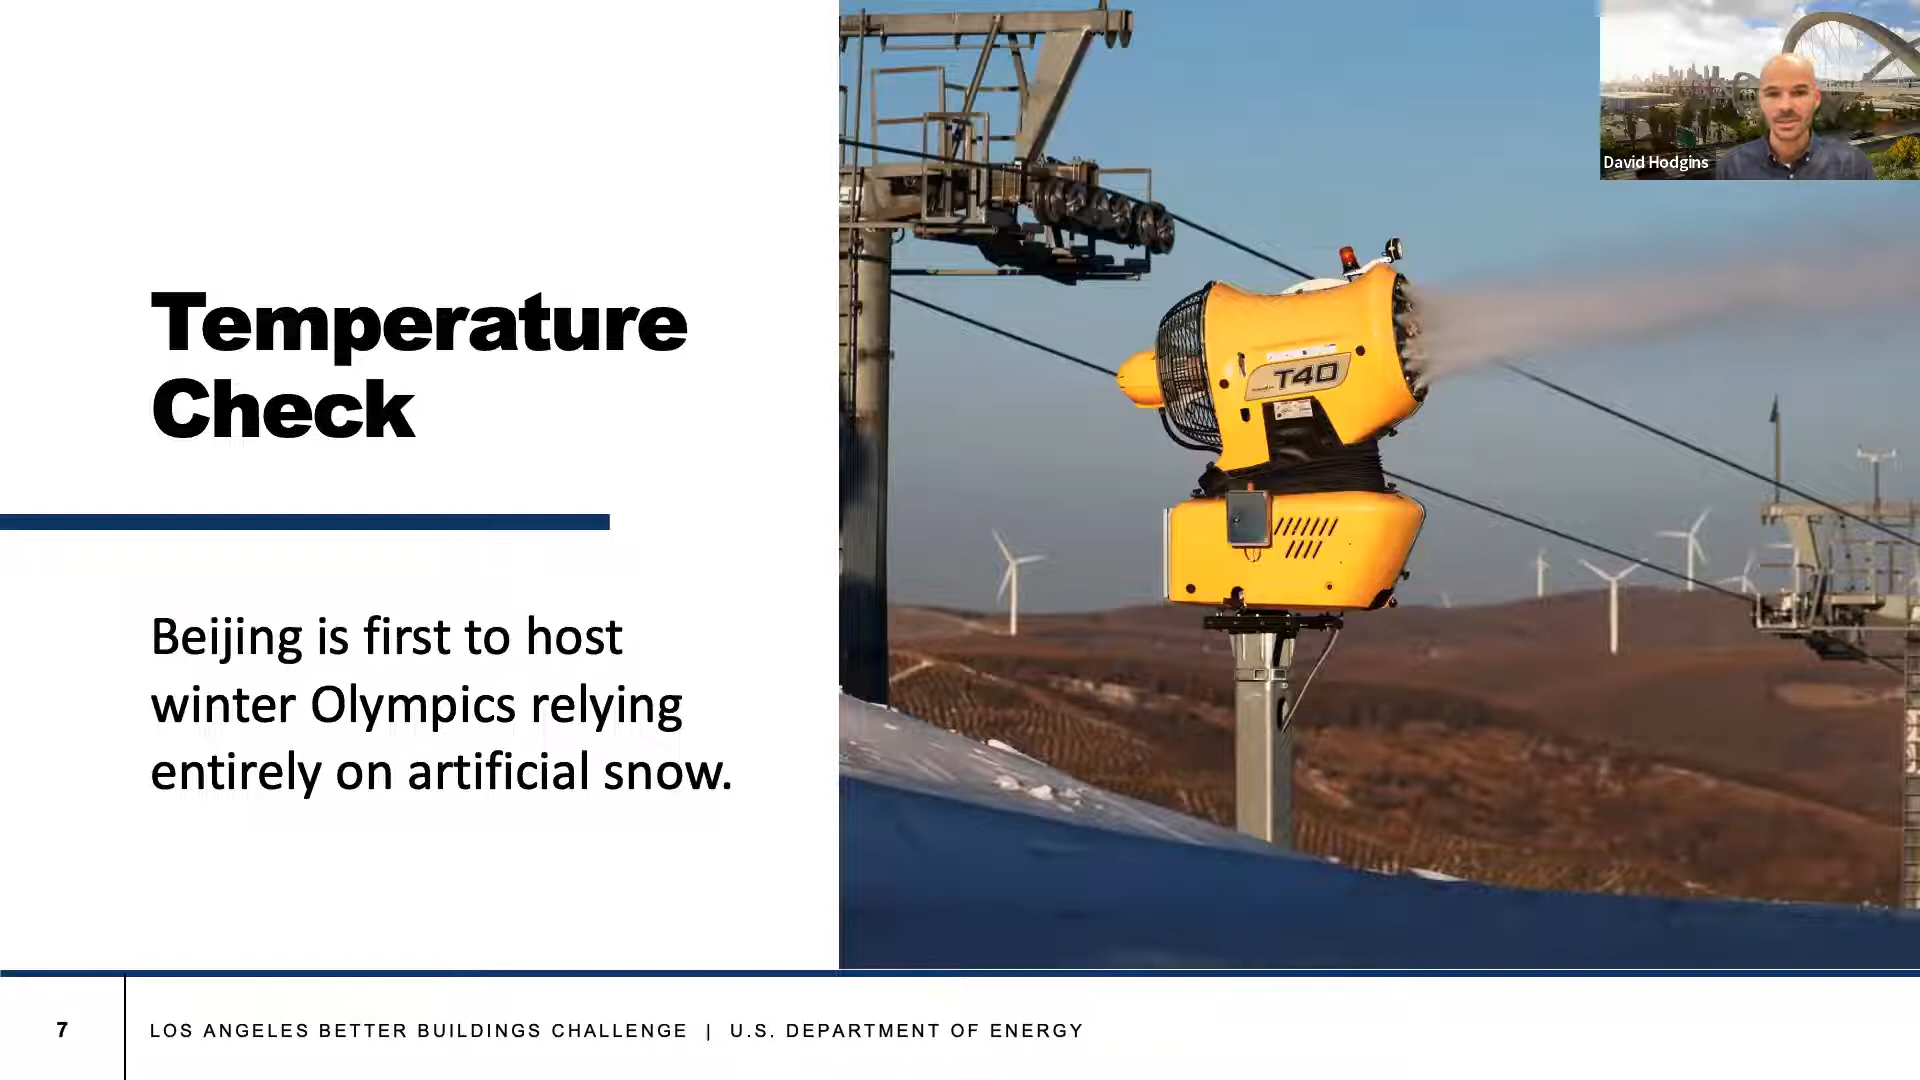 David Hodgins
Temperature
Check
T40
Beijing is first to host
winter Olympics relying
entirely on artificial snow.
7
LOS ANGELES BETTER BUILDINGS CHALLENGE | U.S. DEPARTMENT OF ENERGY